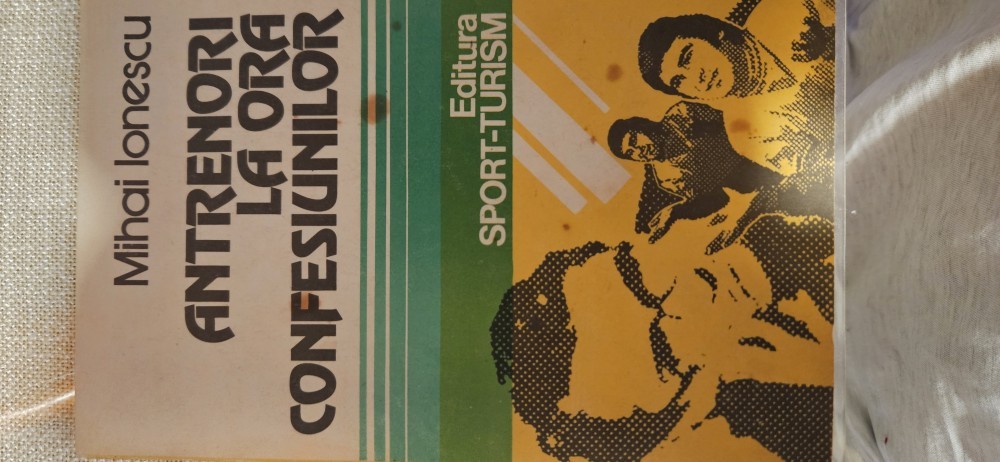 Mihai Ionescu
ANTRENORI
LA ORA
CONFESIUNILOR
Editura
SPORT-TURISM